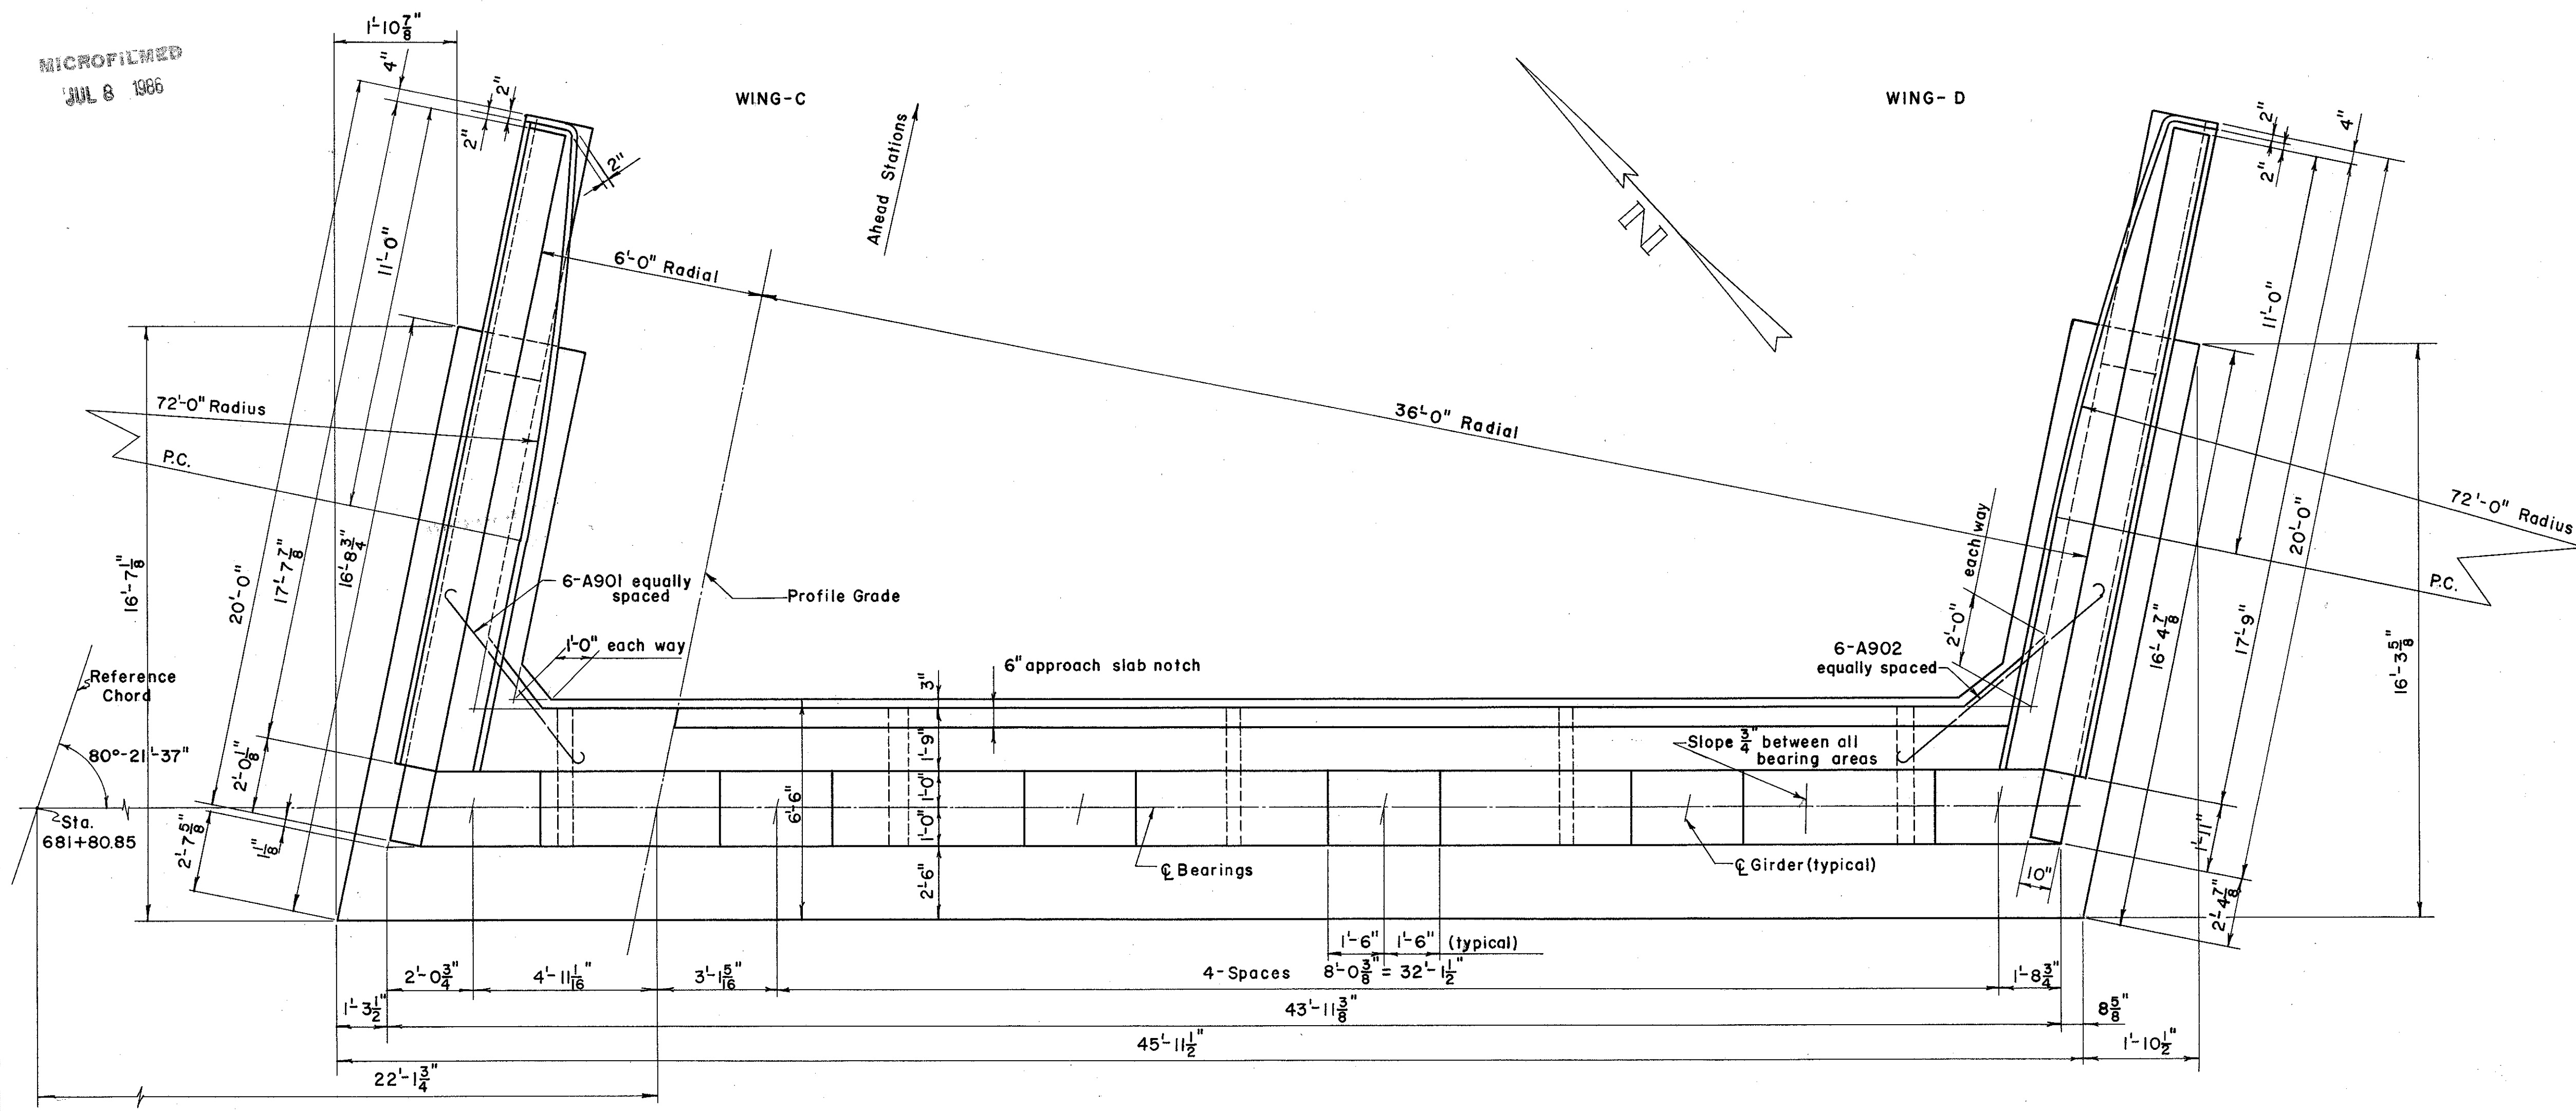 MICROFILMED
JUL 8 1986
1'-10 7/8"
4"
2"
2"
2"
WING-C
Ahead Stations
WING- D
N
2"
4"
2"
11'-0"
6'-0" Radial
36'-0" Radial
11'-0"
72'-0" Radius
P.C.
72'-0" Radius
P.C.
16'-7 1/8"
20'-0"
17'-7 7/8"
16'-8 3/4"
6-A901 equally
spaced
Profile Grade
1'-0" each way
6" approach slab notch
2'-0" each way
6-A902
equally spaced
16'-4 7/8"
17'-9"
20'-0"
16'-3 5/8"
Reference
Chord
80°-21'-37"
Sta.
681+80.85
2'-0 1/8"
2'-7 5/8"
1 1/8"
3"
1'-9"
1'-0"
1'-0"
6'-6"
2'-6"
Slope 3/4" between all
bearing areas
℄ Bearings
℄ Girder (typical)
10"
1'-11"
2'-4 7/8"
1'-6" 1'-6" (typical)
2'-0 3/4" 4'-11 1/16" 3'-1 5/16" 4-Spaces 8'-0 3/8" = 32'-1 1/2" 1'-8 3/4"
1'-3 1/2" 43'-11 3/8" 8 5/8"
45'-11 1/2" 1'-10 1/2"
22'-1 3/4"